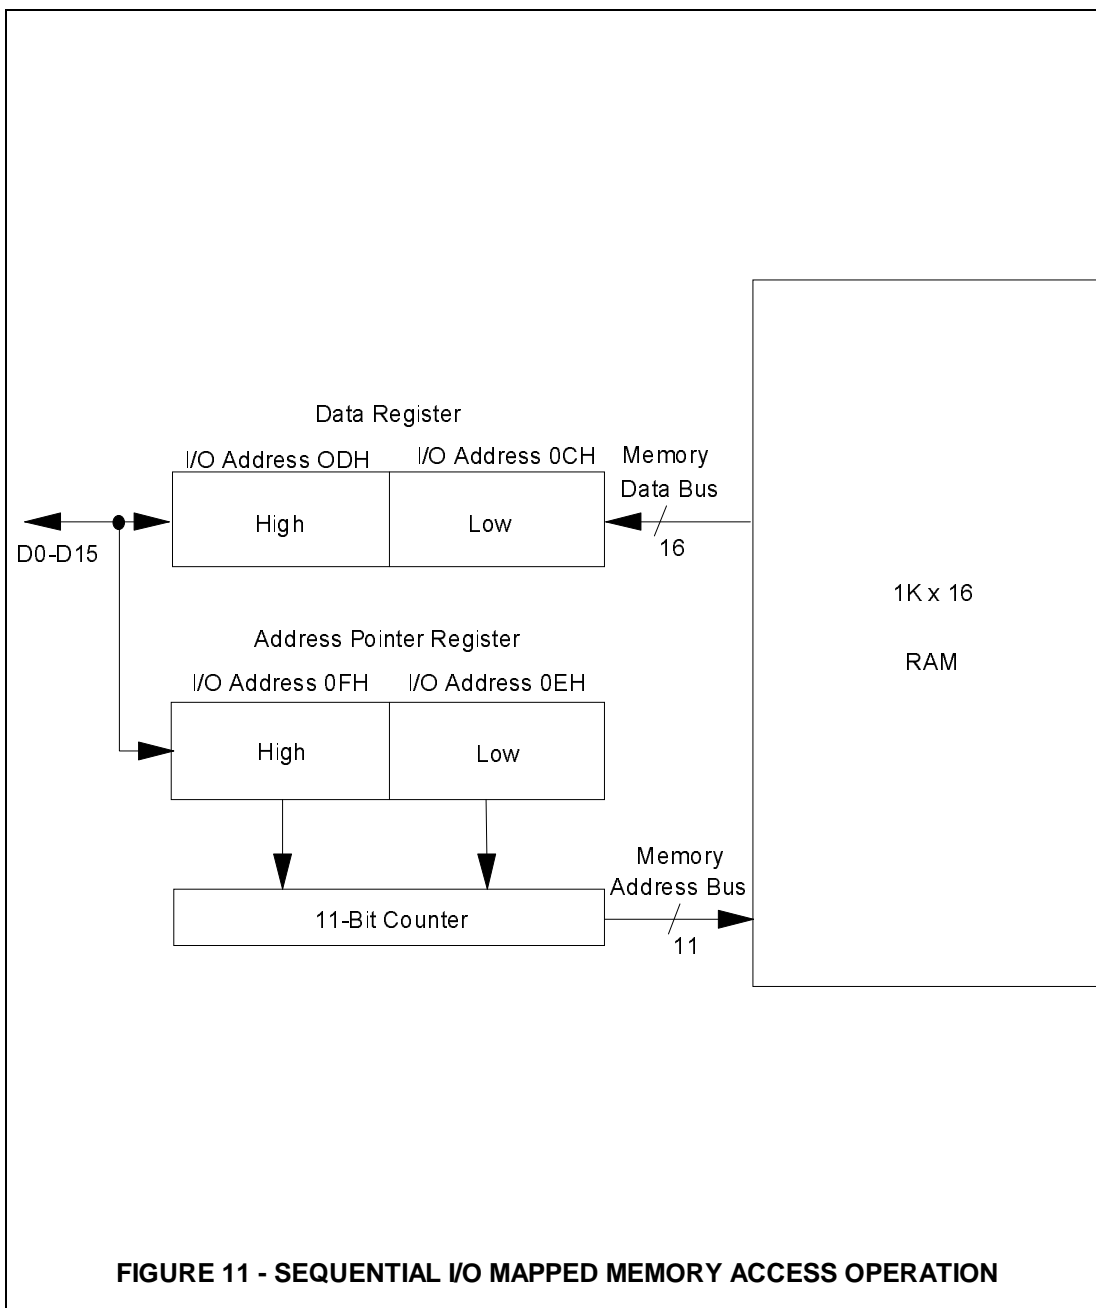 Data Register
I/O Address ODH
I/O Address 0CH
Memory
Data Bus
High
Low
16
D0-D15
1K x 16
RAM
Address Pointer Register
I/O Address 0FH
I/O Address 0EH
High
Low
Memory
Address Bus
11-Bit Counter
11
FIGURE 11 - SEQUENTIAL I/O MAPPED MEMORY ACCESS OPERATION